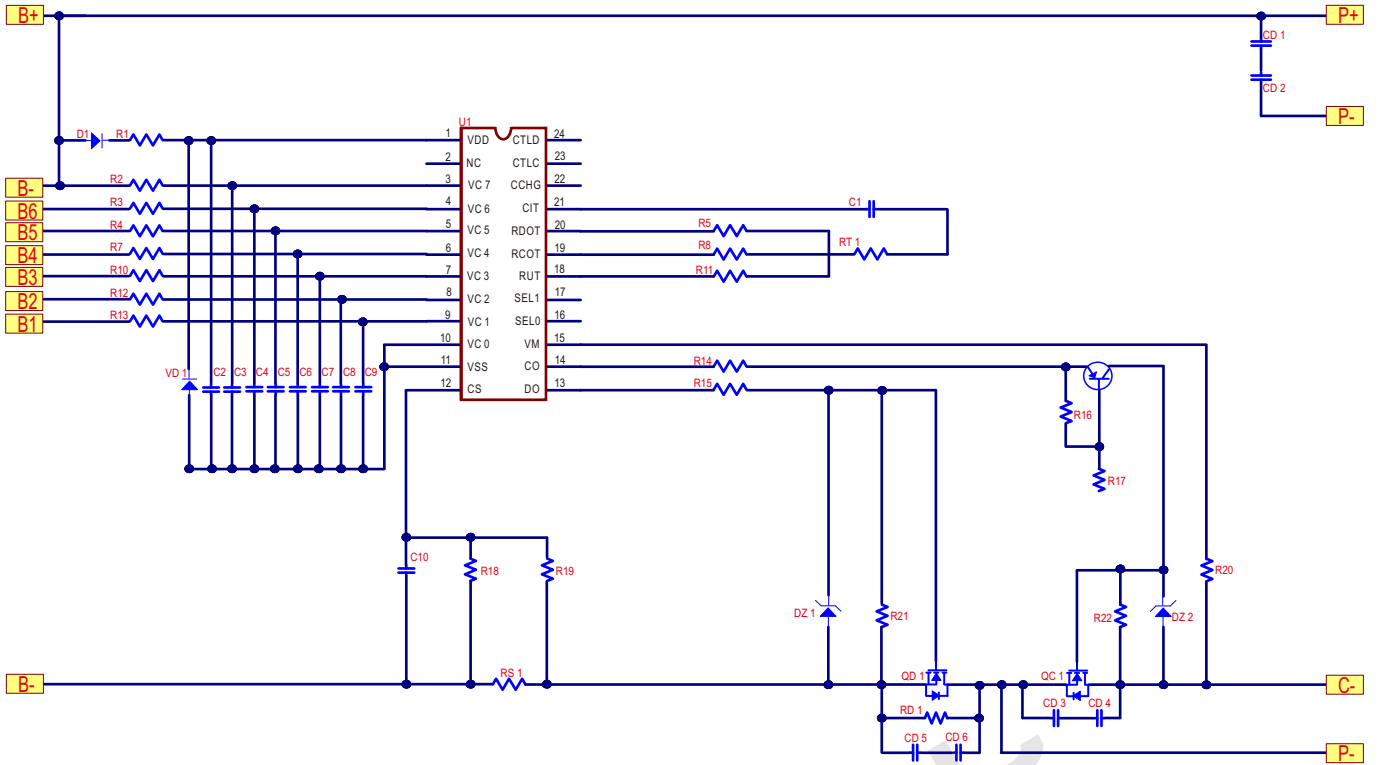 B+
P+
CD 1
CD 2
P-
U1
D1
R1
1
VDD
CTLD
24
2
NC
CTLC
23
B-
R2
3
VC 7
CCHG
22
B6
R3
4
VC 6
CIT
21
C1
B5
R4
5
VC 5
RDOT
20
R5
B4
R7
6
VC 4
RCOT
19
R8
RT 1
B3
R10
7
VC 3
RUT
18
R11
B2
R12
8
VC 2
SEL1
17
B1
R13
9
VC 1
SEL0
16
10
VC 0
VM
15
11
VSS
CO
14
R14
12
CS
DO
13
R15
VD 1
C2
C3
C4
C5
C6
C7
C8
C9
R16
R17
C10
R18
R19
R20
DZ 1
R21
R22
DZ 2
B-
RS 1
QD 1
QC 1
C-
RD 1
CD 3
CD 4
CD 5
CD 6
P-